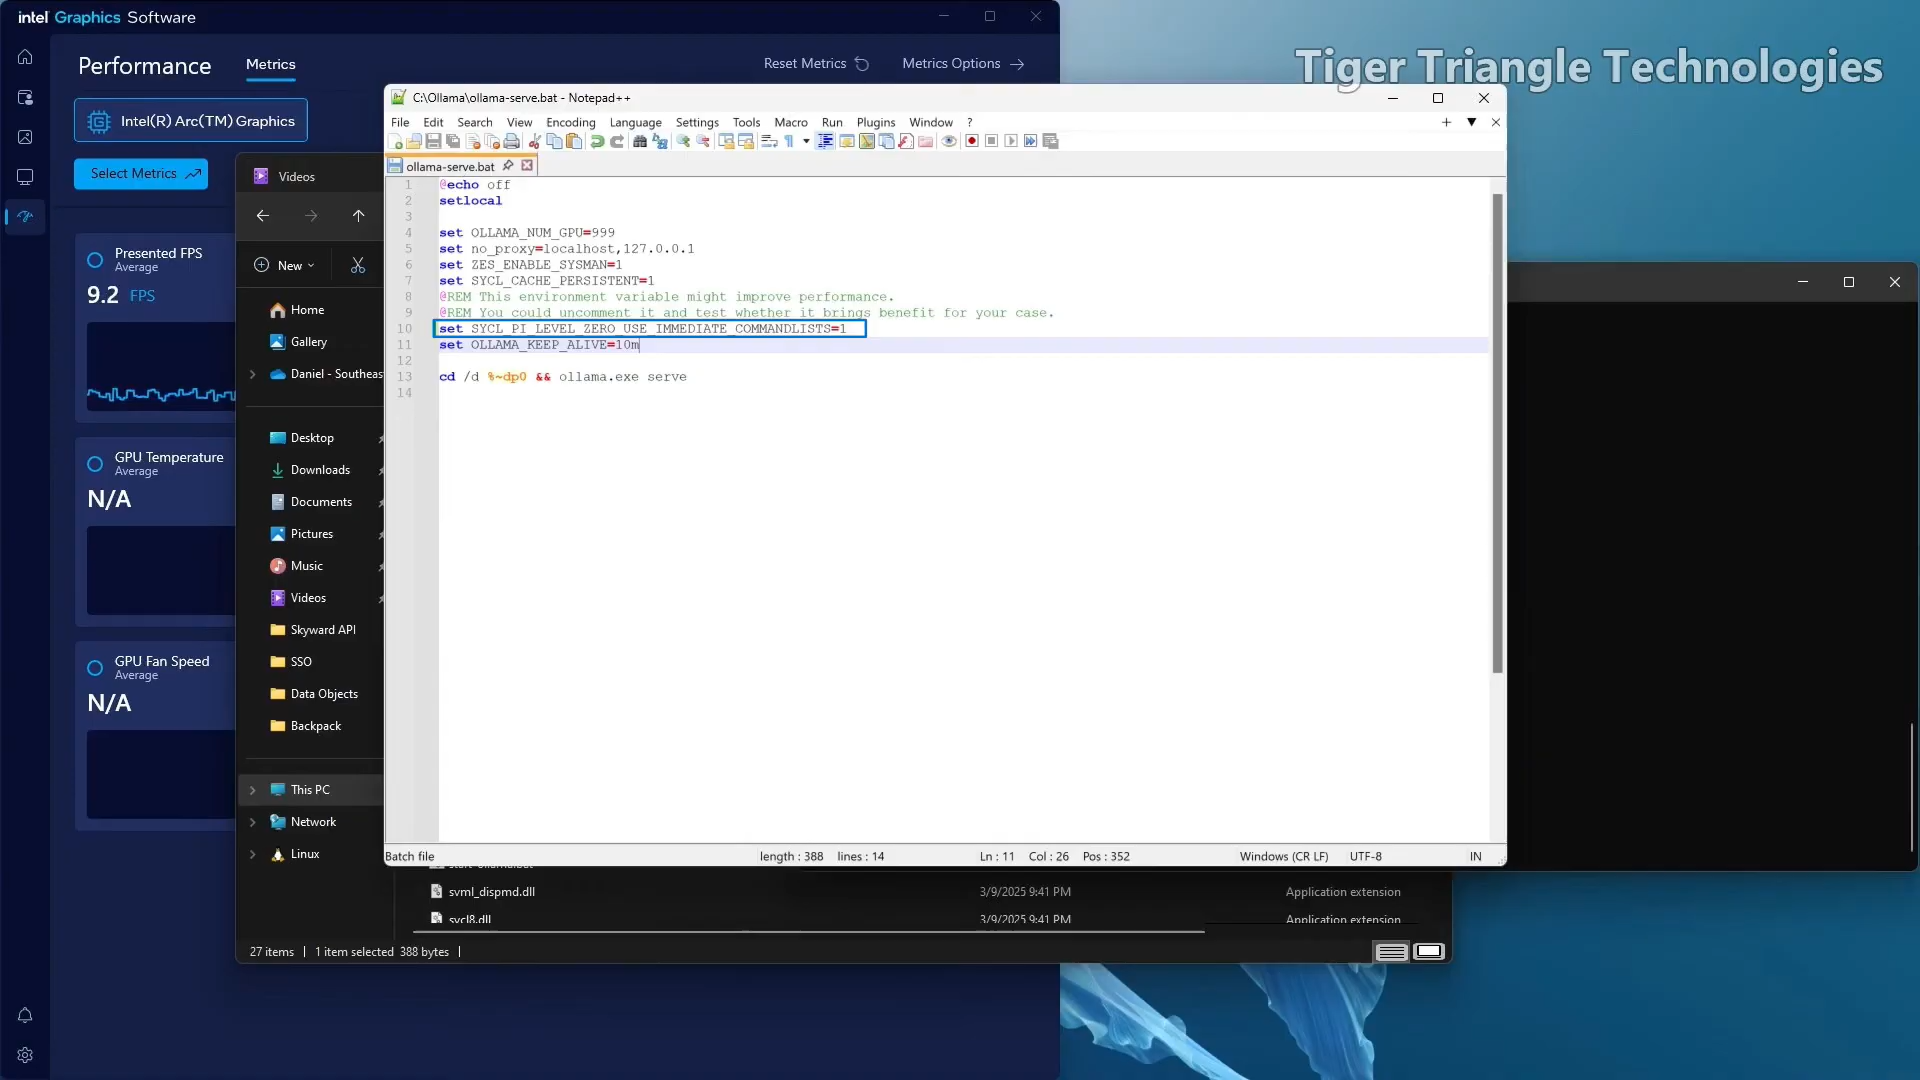 intel Graphics Software
Performance
Metrics
Reset Metrics
Metrics Options
Intel(R) Arc(TM) Graphics
Select Metrics
Presented FPS
Average
9.2 FPS
GPU Temperature
Average
N/A
GPU Fan Speed
Average
N/A
Tiger Triangle Technologies
Videos
New
Home
Gallery
Daniel - Southeas
Desktop
Downloads
Documents
Pictures
Music
Videos
Skyward API
SSO
Data Objects
Backpack
This PC
Network
Linux
C:\Ollama\ollama-serve.bat - Notepad++
File Edit Search View Encoding Language Settings Tools Macro Run Plugins Window ?
ollama-serve.bat
1 @echo off
2 setlocal
3
4 set OLLAMA_NUM_GPU=999
5 set no_proxy=localhost,127.0.0.1
6 set ZES_ENABLE_SYSMAN=1
7 set SYCL_CACHE_PERSISTENT=1
8 @REM This environment variable might improve performance.
9 @REM You could uncomment it and test whether it brings benefit for your case.
10 set SYCL_PI_LEVEL_ZERO_USE_IMMEDIATE_COMMANDLISTS=1
11 set OLLAMA_KEEP_ALIVE=10m
12
13 cd /d %~dp0 && ollama.exe serve
14
Batch file length : 388 lines : 14 Ln : 11 Col : 26 Pos : 352 Windows (CR LF) UTF-8 IN
svml_dispmd.dll 3/9/2025 9:41 PM Application extension
sycl8.dll 3/9/2025 9:41 PM Application extension
27 items 1 item selected 388 bytes